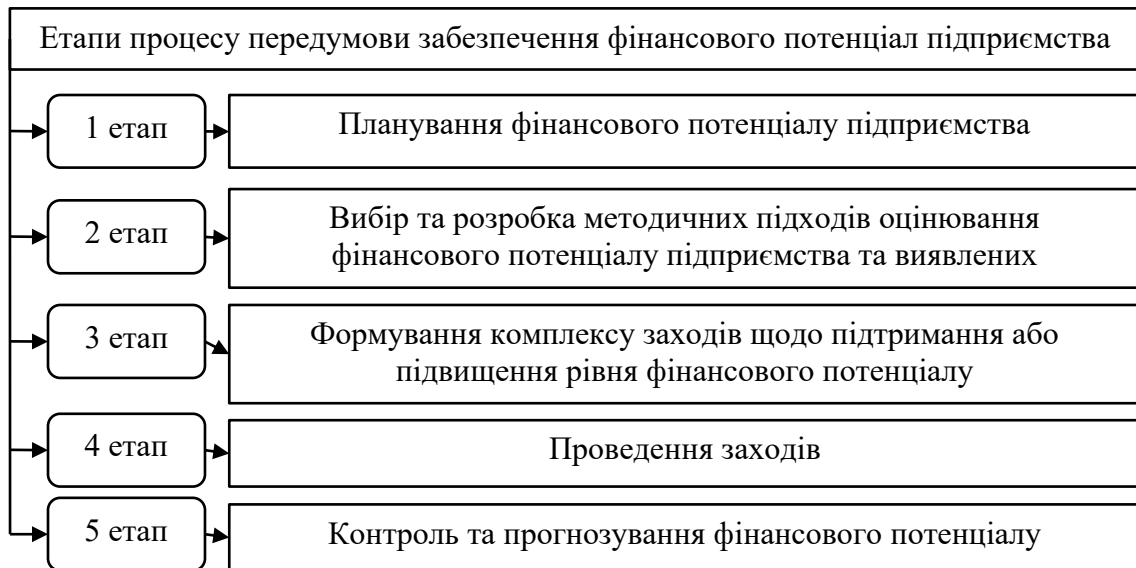 Етапи процесу передумови забезпечення фінансового потенціал підприємства
1 етап
Планування фінансового потенціалу підприємства
2 етап
Вибір та розробка методичних підходів оцінювання
фінансового потенціалу підприємства та виявлених
3 етап
Формування комплексу заходів щодо підтримання або
підвищення рівня фінансового потенціалу
4 етап
Проведення заходів
5 етап
Контроль та прогнозування фінансового потенціалу